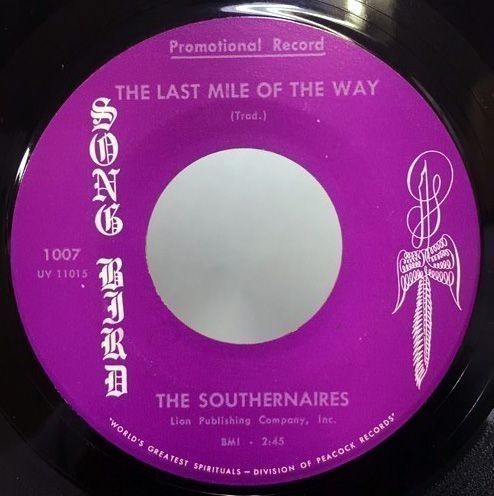 Promotional Record
THE LAST MILE OF THE WAY
(Trad.)
SONG BIRD
1007
UV 11015
THE SOUTHERNAIRES
Lion Publishing Company, Inc.
BMI - 2:45
"WORLD'S GREATEST SPIRITUALS — DIVISION OF PEACOCK RECORDS"